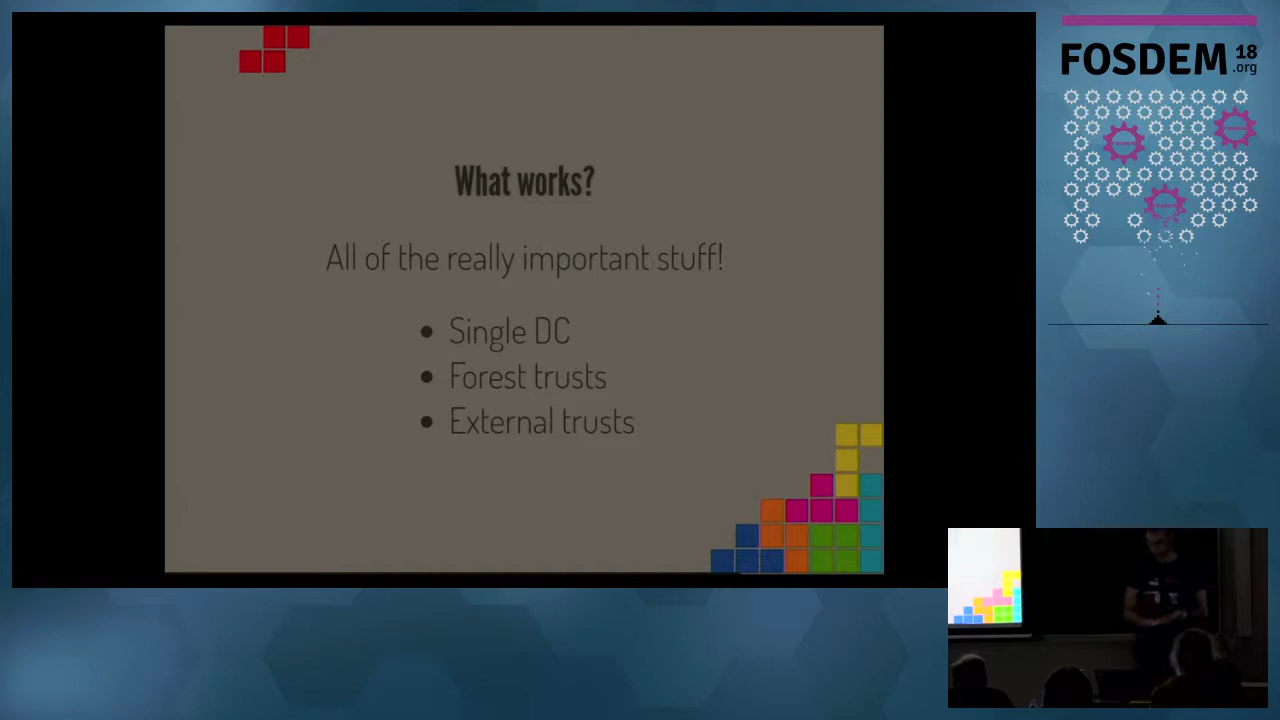 What works?
All of the really important stuff!
Single DC
Forest trusts
External trusts
FOSDEM 18
.org